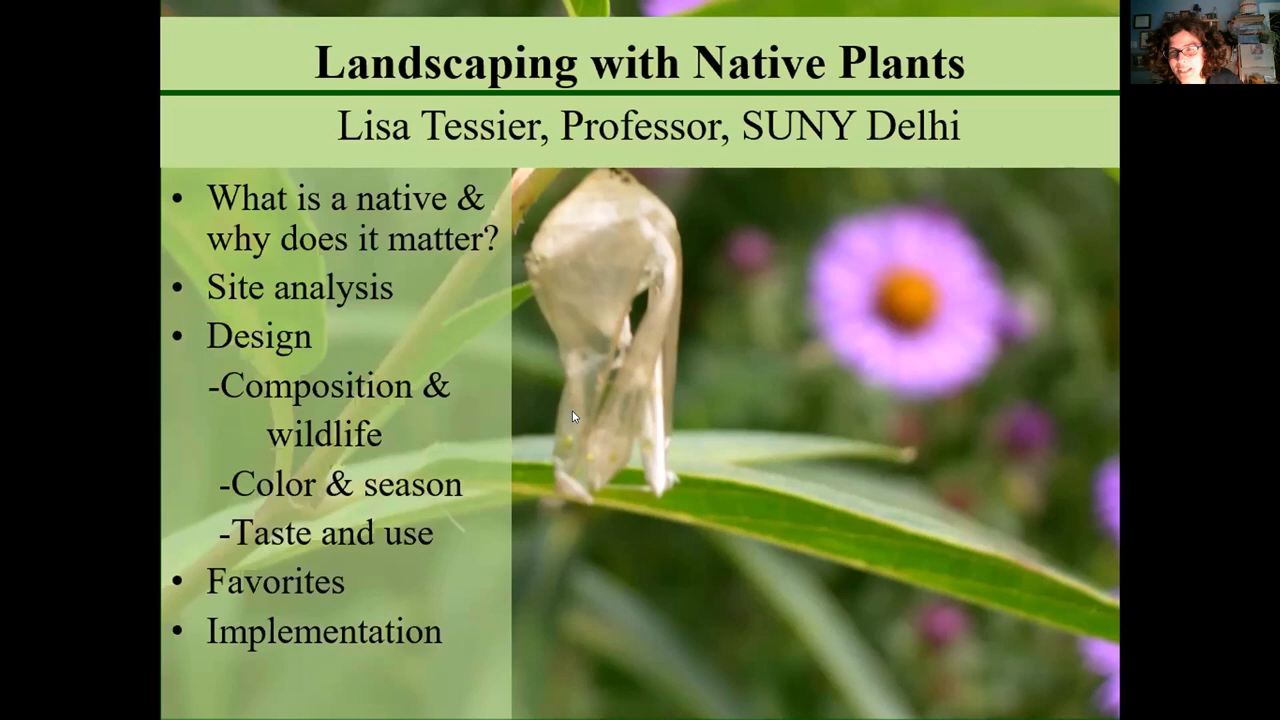 Landscaping with Native Plants
Lisa Tessier, Professor, SUNY Delhi
• What is a native &
why does it matter?
• Site analysis
• Design
-Composition &
wildlife
-Color & season
-Taste and use
• Favorites
• Implementation